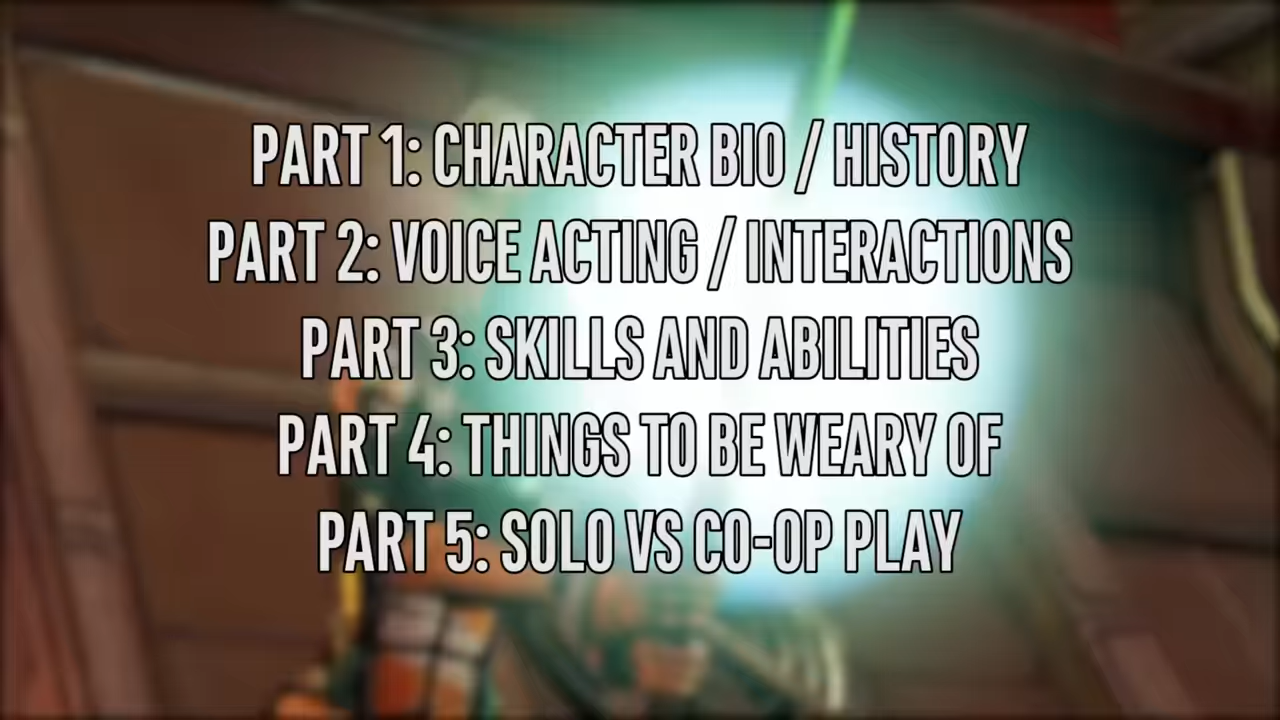 PART 1: CHARACTER BIO / HISTORY
PART 2: VOICE ACTING / INTERACTIONS
PART 3: SKILLS AND ABILITIES
PART 4: THINGS TO BE WEARY OF
PART 5: SOLO VS CO-OP PLAY